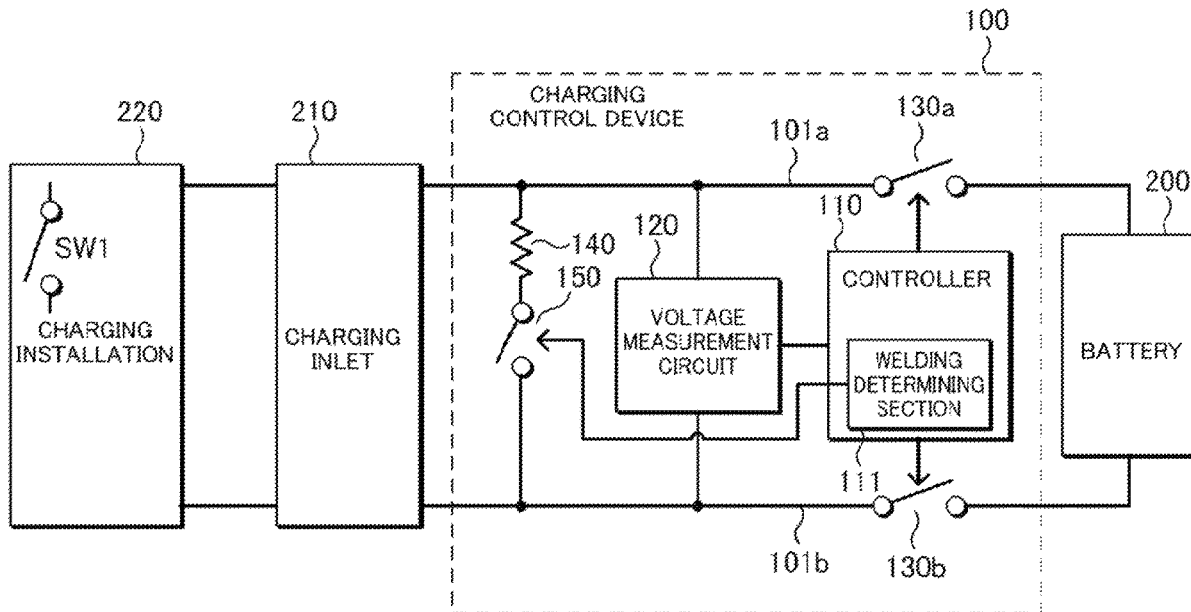 100
CHARGING
CONTROL DEVICE
220
210
130a
101a
200
110
120
140
150
SW1
CONTROLLER
CHARGING
INSTALLATION
CHARGING
INLET
VOLTAGE
MEASUREMENT
CIRCUIT
WELDING
DETERMINING
SECTION
BATTERY
111
101b
130b